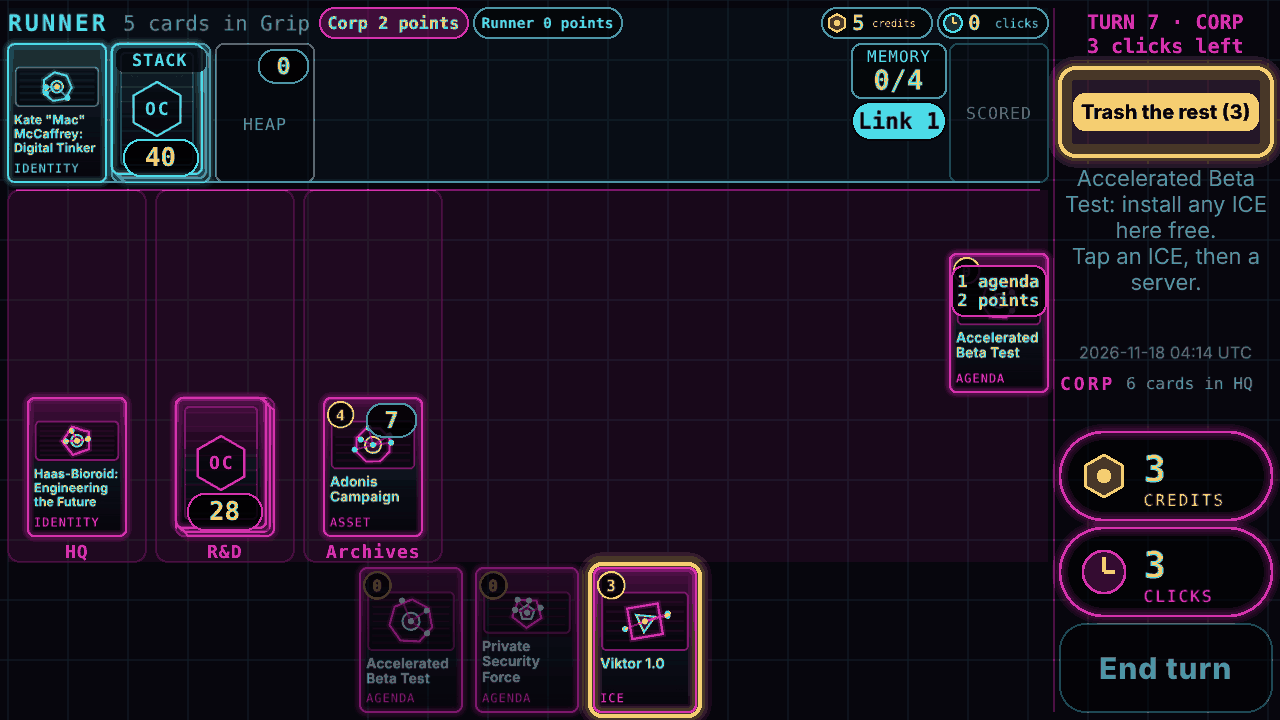 RUNNER 5 cards in Grip Corp 2 points Runner 0 points 5 credits 0 clicks
TURN 7 · CORP
3 clicks left
Kate "Mac"
McCaffrey:
Digital Tinker
IDENTITY
STACK
OC
40
0
HEAP
MEMORY
0/4
Link 1
SCORED
Trash the rest (3)
Accelerated Beta
Test: install any ICE
here free.
Tap an ICE, then a
server.
1 agenda
2 points
Accelerated
Beta Test
AGENDA
2026-11-18 04:14 UTC
CORP 6 cards in HQ
Haas-Bioroid:
Engineering
the Future
IDENTITY
HQ
OC
28
R&D
4
7
Adonis
Campaign
ASSET
Archives
3
CREDITS
3
CLICKS
End turn
0
Accelerated
Beta Test
AGENDA
0
Private
Security
Force
AGENDA
3
Viktor 1.0
ICE